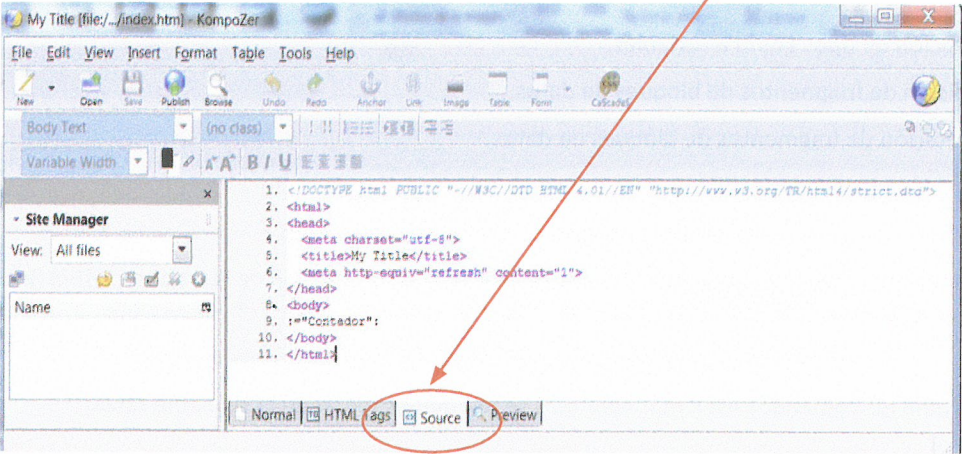 My Title [file:/.../index.htm] - KompoZer
File Edit View Insert Format Table Tools Help
New Open Save Publish Browse Undo Redo Anchor Link Image Table Form CaScadeS
Body Text (no class)
Variable Width A A B I U
Site Manager
View: All files
Name
1. <!DOCTYPE html PUBLIC "-//W3C//DTD HTML 4.01//EN" "http://www.w3.org/TR/html4/strict.dtd">
2. <html>
3. <head>
4. <meta charset="utf-8">
5. <title>My Title</title>
6. <meta http-equiv="refresh" content="1">
7. </head>
8. <body>
9. :="Contador":
10. </body>
11. </html>
Normal HTML Tags Source Preview